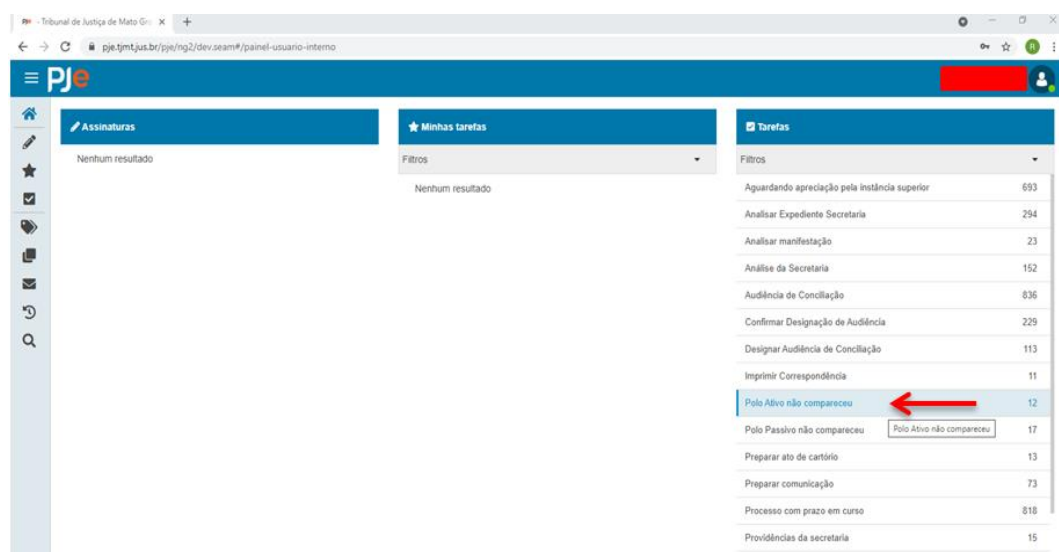 PJe - Tribunal de Justiça de Mato Gro
pje.tjmt.jus.br/pje/ng2/dev.seam#/painel-usuario-interno
R
PJe
Assinaturas
Nenhum resultado
Minhas tarefas
Filtros
Nenhum resultado
Tarefas
Filtros
Aguardando apreciação pela instância superior 693
Analisar Expediente Secretaria 294
Analisar manifestação 23
Análise da Secretaria 152
Audiência de Conciliação 836
Confirmar Designação de Audiência 229
Designar Audiência de Conciliação 113
Imprimir Correspondência 11
Polo Ativo não compareceu 12
Polo Passivo não compareceu 17
Polo Ativo não compareceu
Preparar ato de cartório 13
Preparar comunicação 73
Processo com prazo em curso 818
Providências da secretaria 15